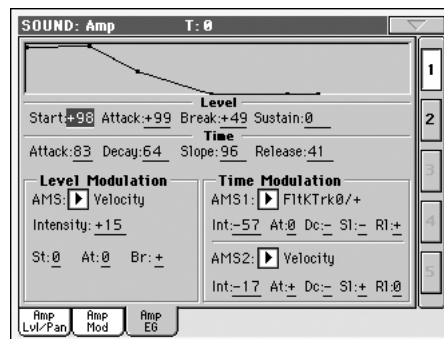 SOUND: Amp T: 0
1
Level
Start:+98 Attack:+99 Break:+49 Sustain:0
2
Time
Attack:83 Decay:64 Slope:96 Release:41
3
Level Modulation Time Modulation
AMS: Velocity AMS1: FltKTrk0/+
Intensity: +15 Int:-57 At:0 Dc:- Sl:- Rl:+
4
St:0 At:0 Br:+ AMS2: Velocity
5
Int:-17 At:+ Dc:- Sl:+ Rl:0
Amp Lvl/Pan Amp Mod Amp EG